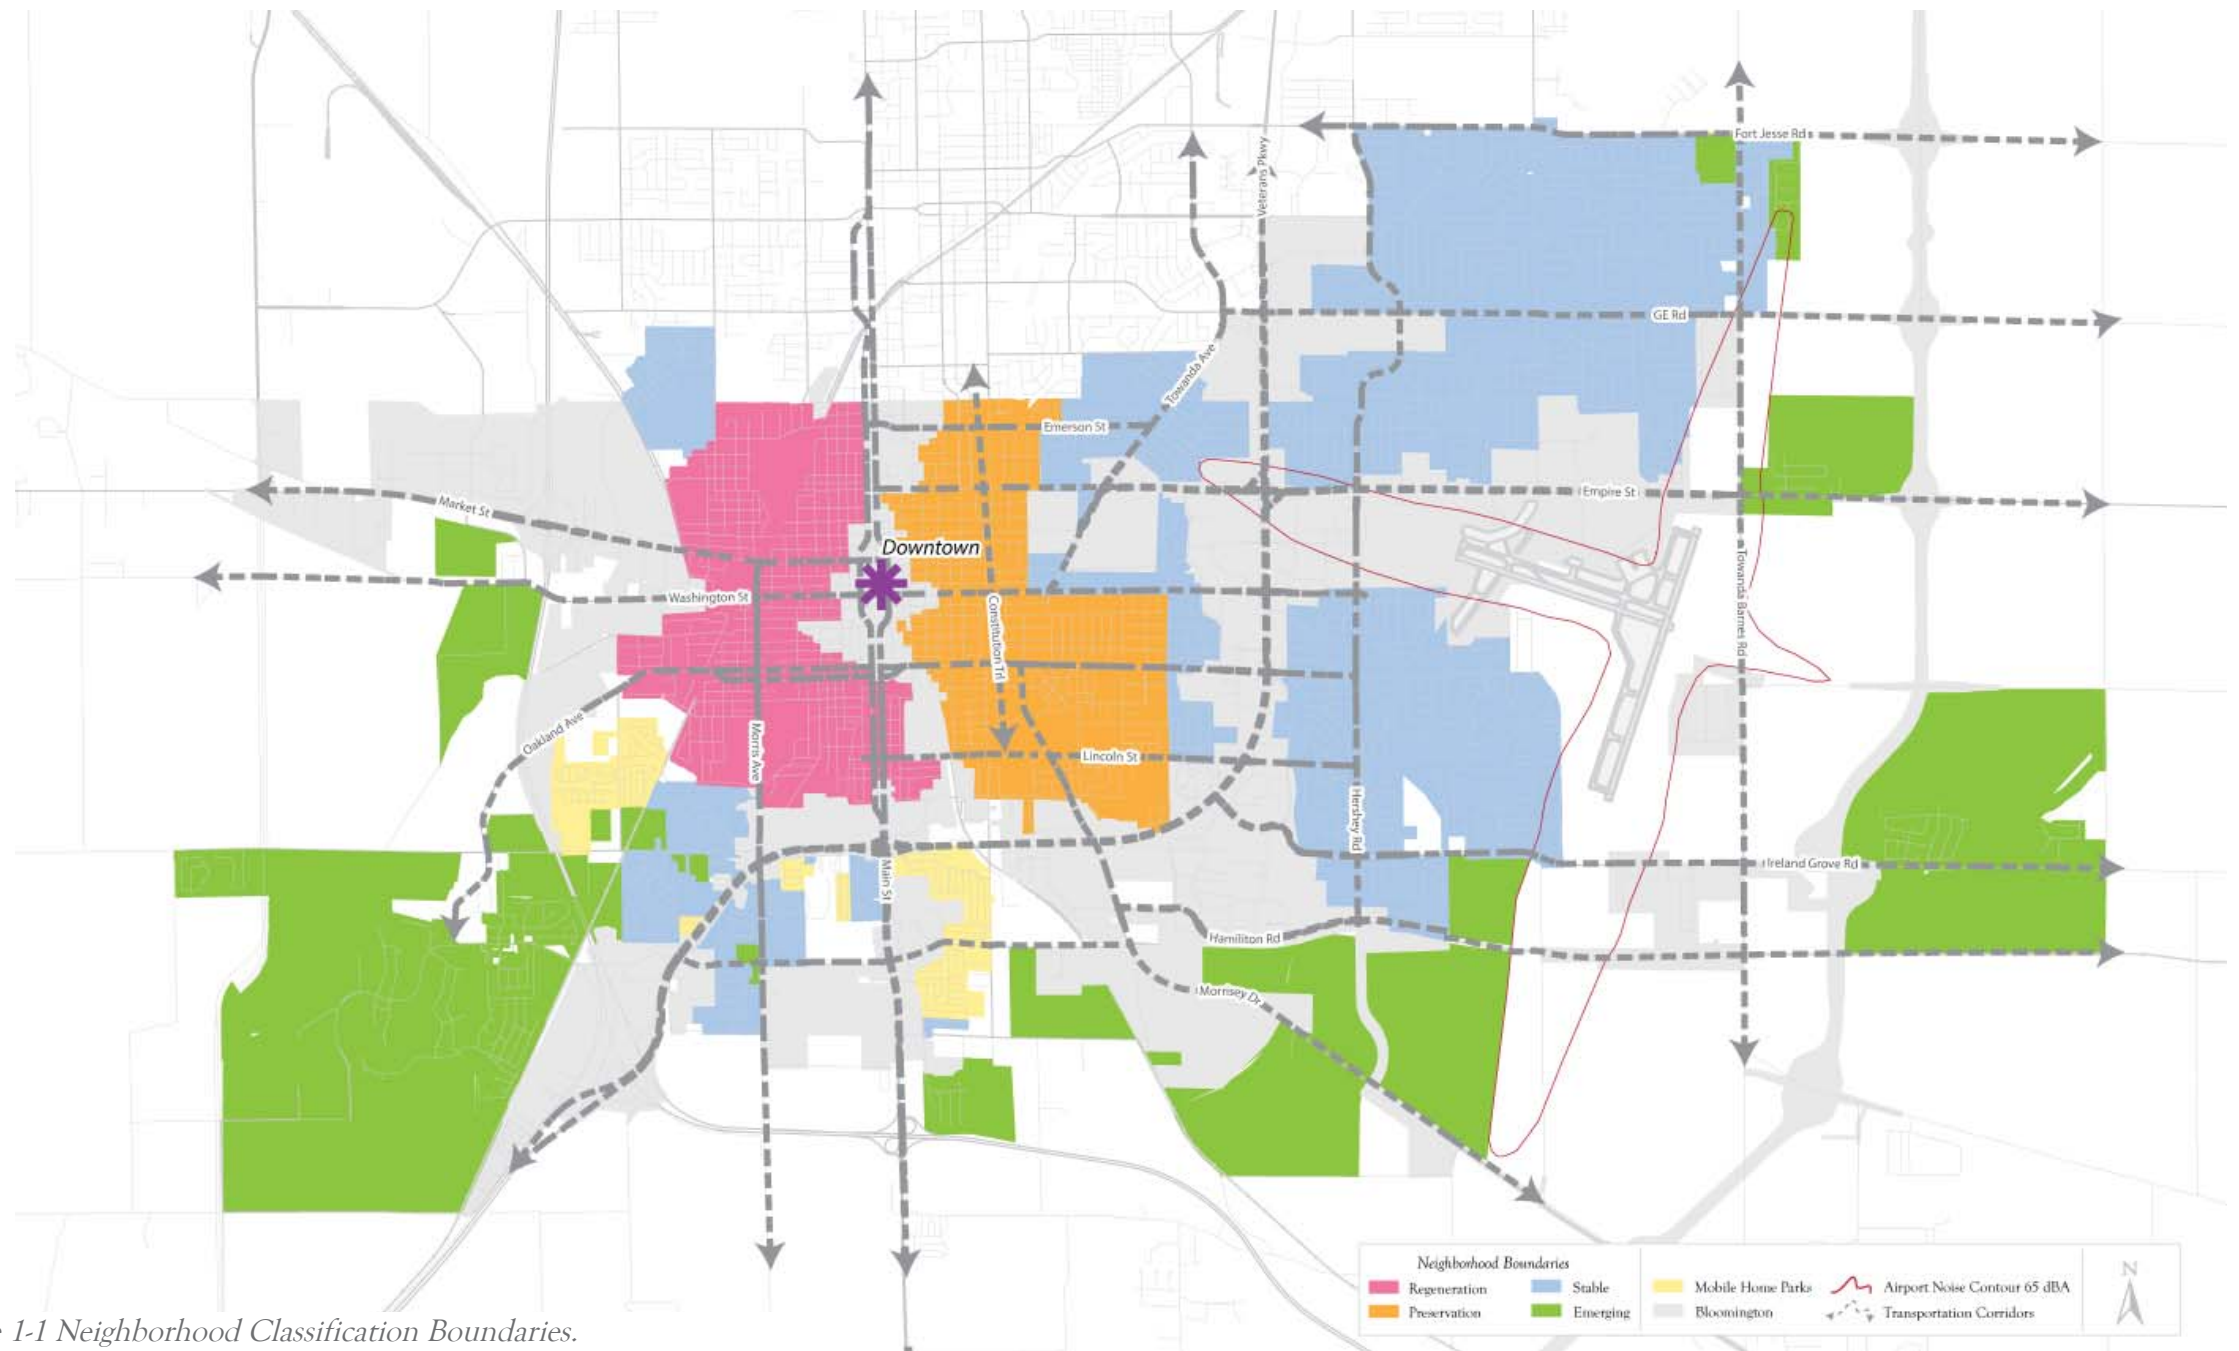 Fort Jesse Rd
Veterans Pkwy
GE Rd
Towanda Ave
Emerson St
Market St
Empire St
Downtown
Washington St
Constitution Trl
Towanda Barnes Rd
Oakland Ave
Morris Ave
Lincoln St
Hershey Rd
Main St
Ireland Grove Rd
Hamiliton Rd
Morrisey Dr
Neighborhood Boundaries
Regeneration
Stable
Mobile Home Parks
Airport Noise Contour 65 dBA
Preservation
Emerging
Bloomington
Transportation Corridors
N
1-1 Neighborhood Classification Boundaries.